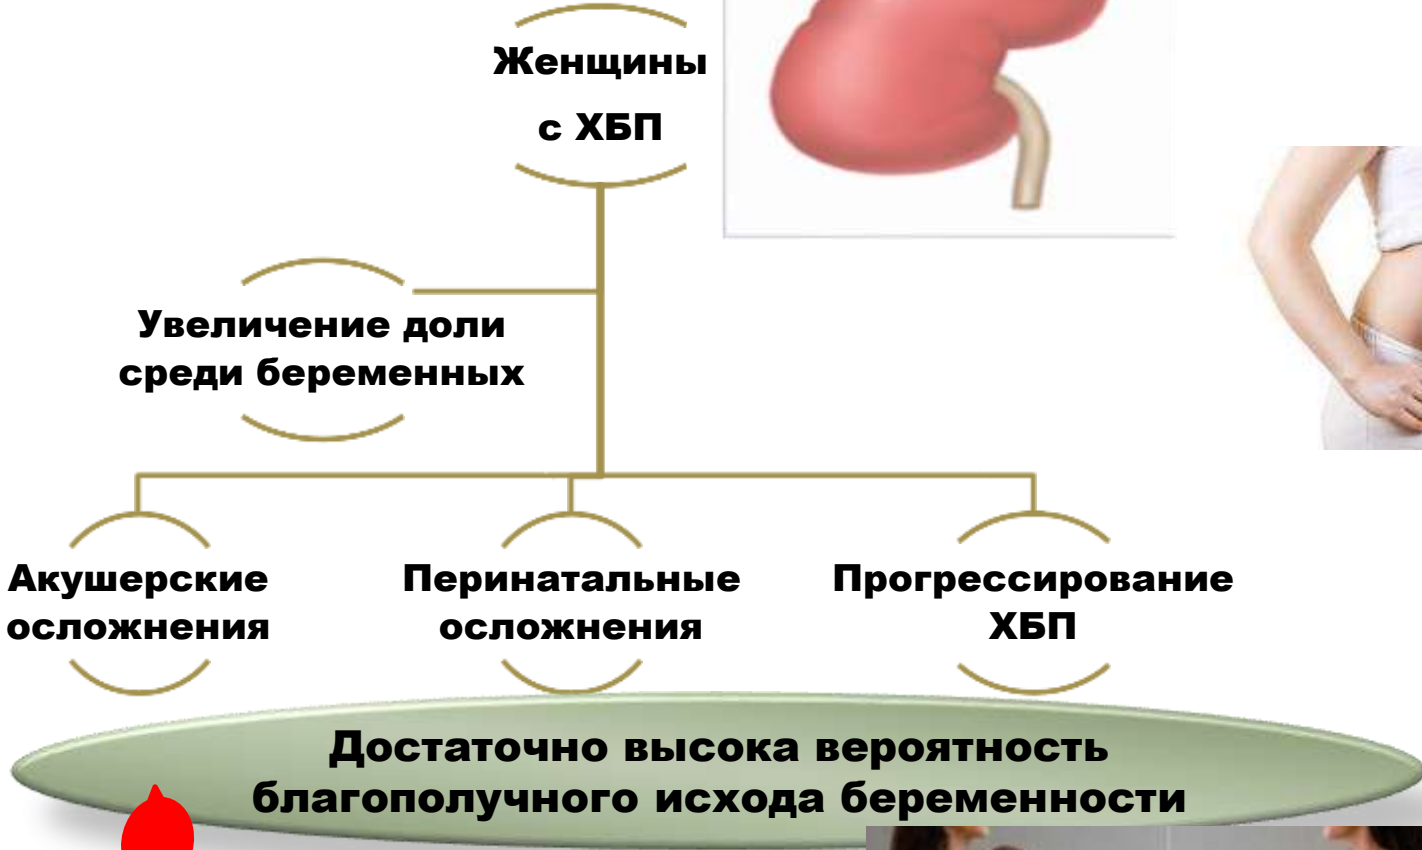 Женщины
с ХБП
Увеличение доли
среди беременных
Акушерские
осложнения
Перинатальные
осложнения
Прогрессирование
ХБП
Достаточно высока вероятность
благополучного исхода беременности